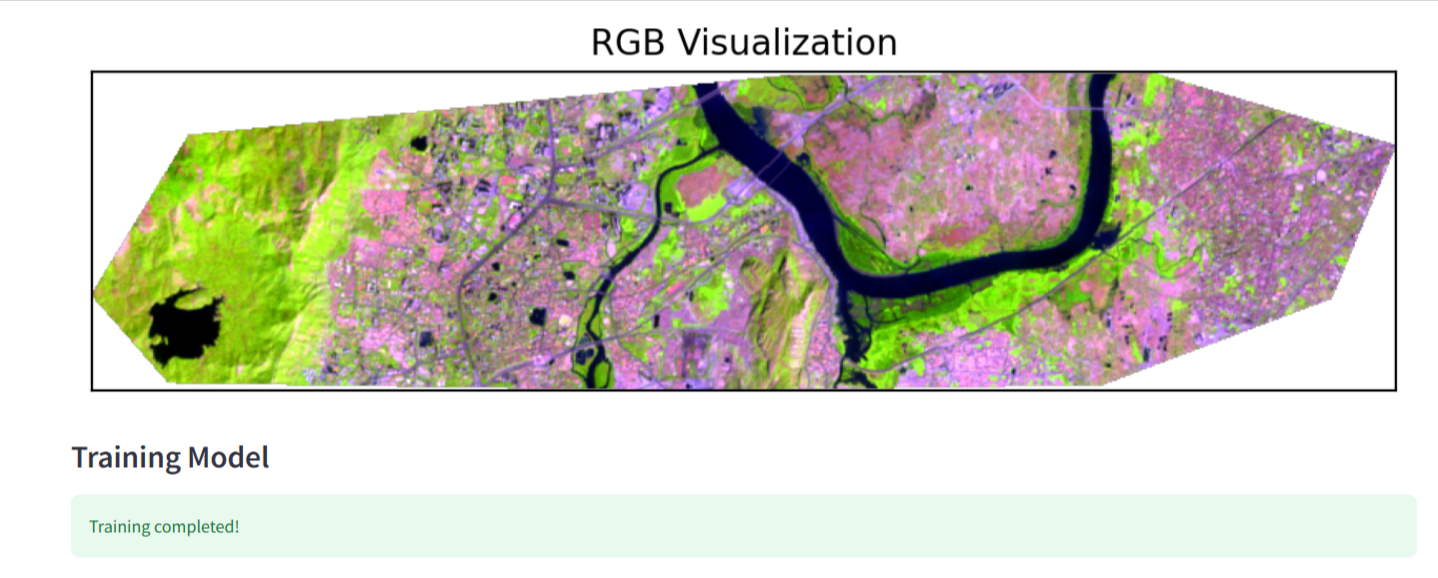 RGB Visualization
Training Model
Training completed!